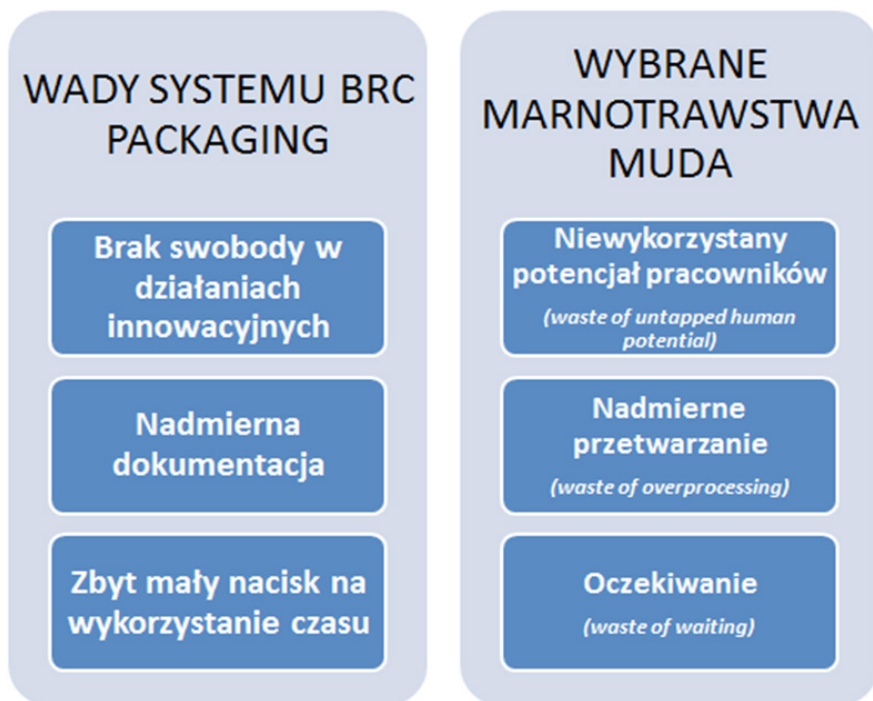 WADY SYSTEMU BRC
PACKAGING
Brak swobody w
działaniach
innowacyjnych
Nadmierna
dokumentacja
Zbyt mały nacisk na
wykorzystanie czasu
WYBRANE
MARNOTRAWSTWA
MUDA
Niewykorzystany
potencjał pracowników
(waste of untapped human
potential)
Nadmierne
przetwarzanie
(waste of overprocessing)
Oczekiwanie
(waste of waiting)